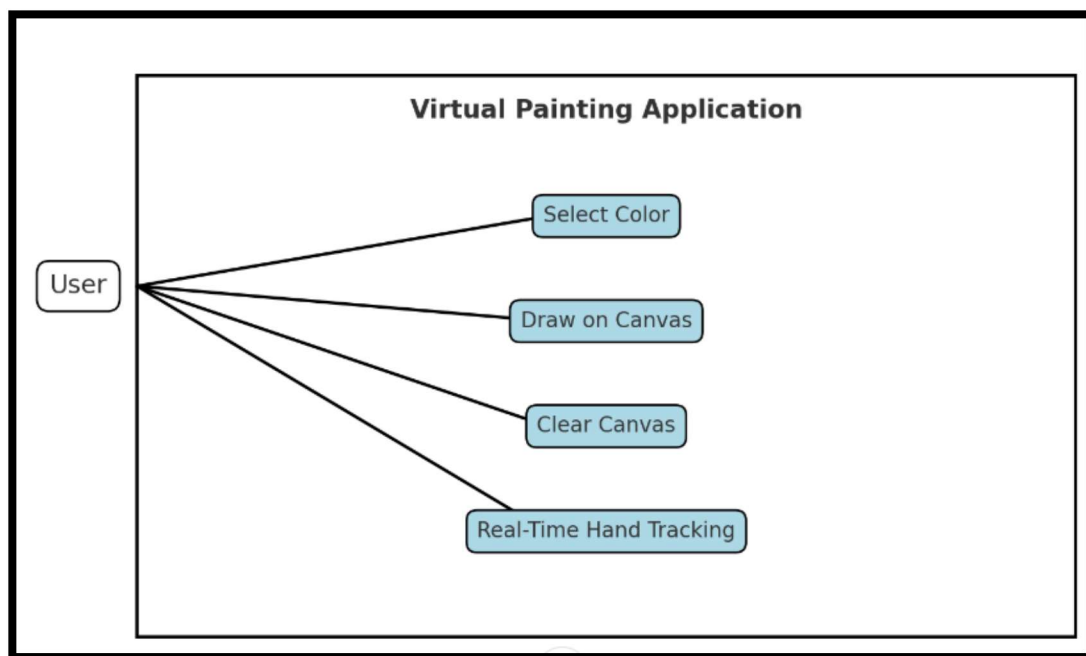 Virtual Painting Application
Select Color
User
Draw on Canvas
Clear Canvas
Real-Time Hand Tracking